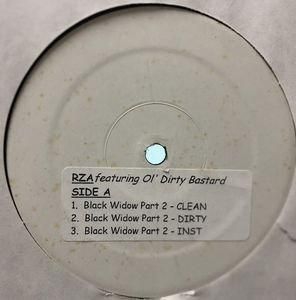 RZA featuring Ol' Dirty Bastard
SIDE A
1. Black Widow Part 2 - CLEAN
2. Black Widow Part 2 - DIRTY
3. Black Widow Part 2 - INST